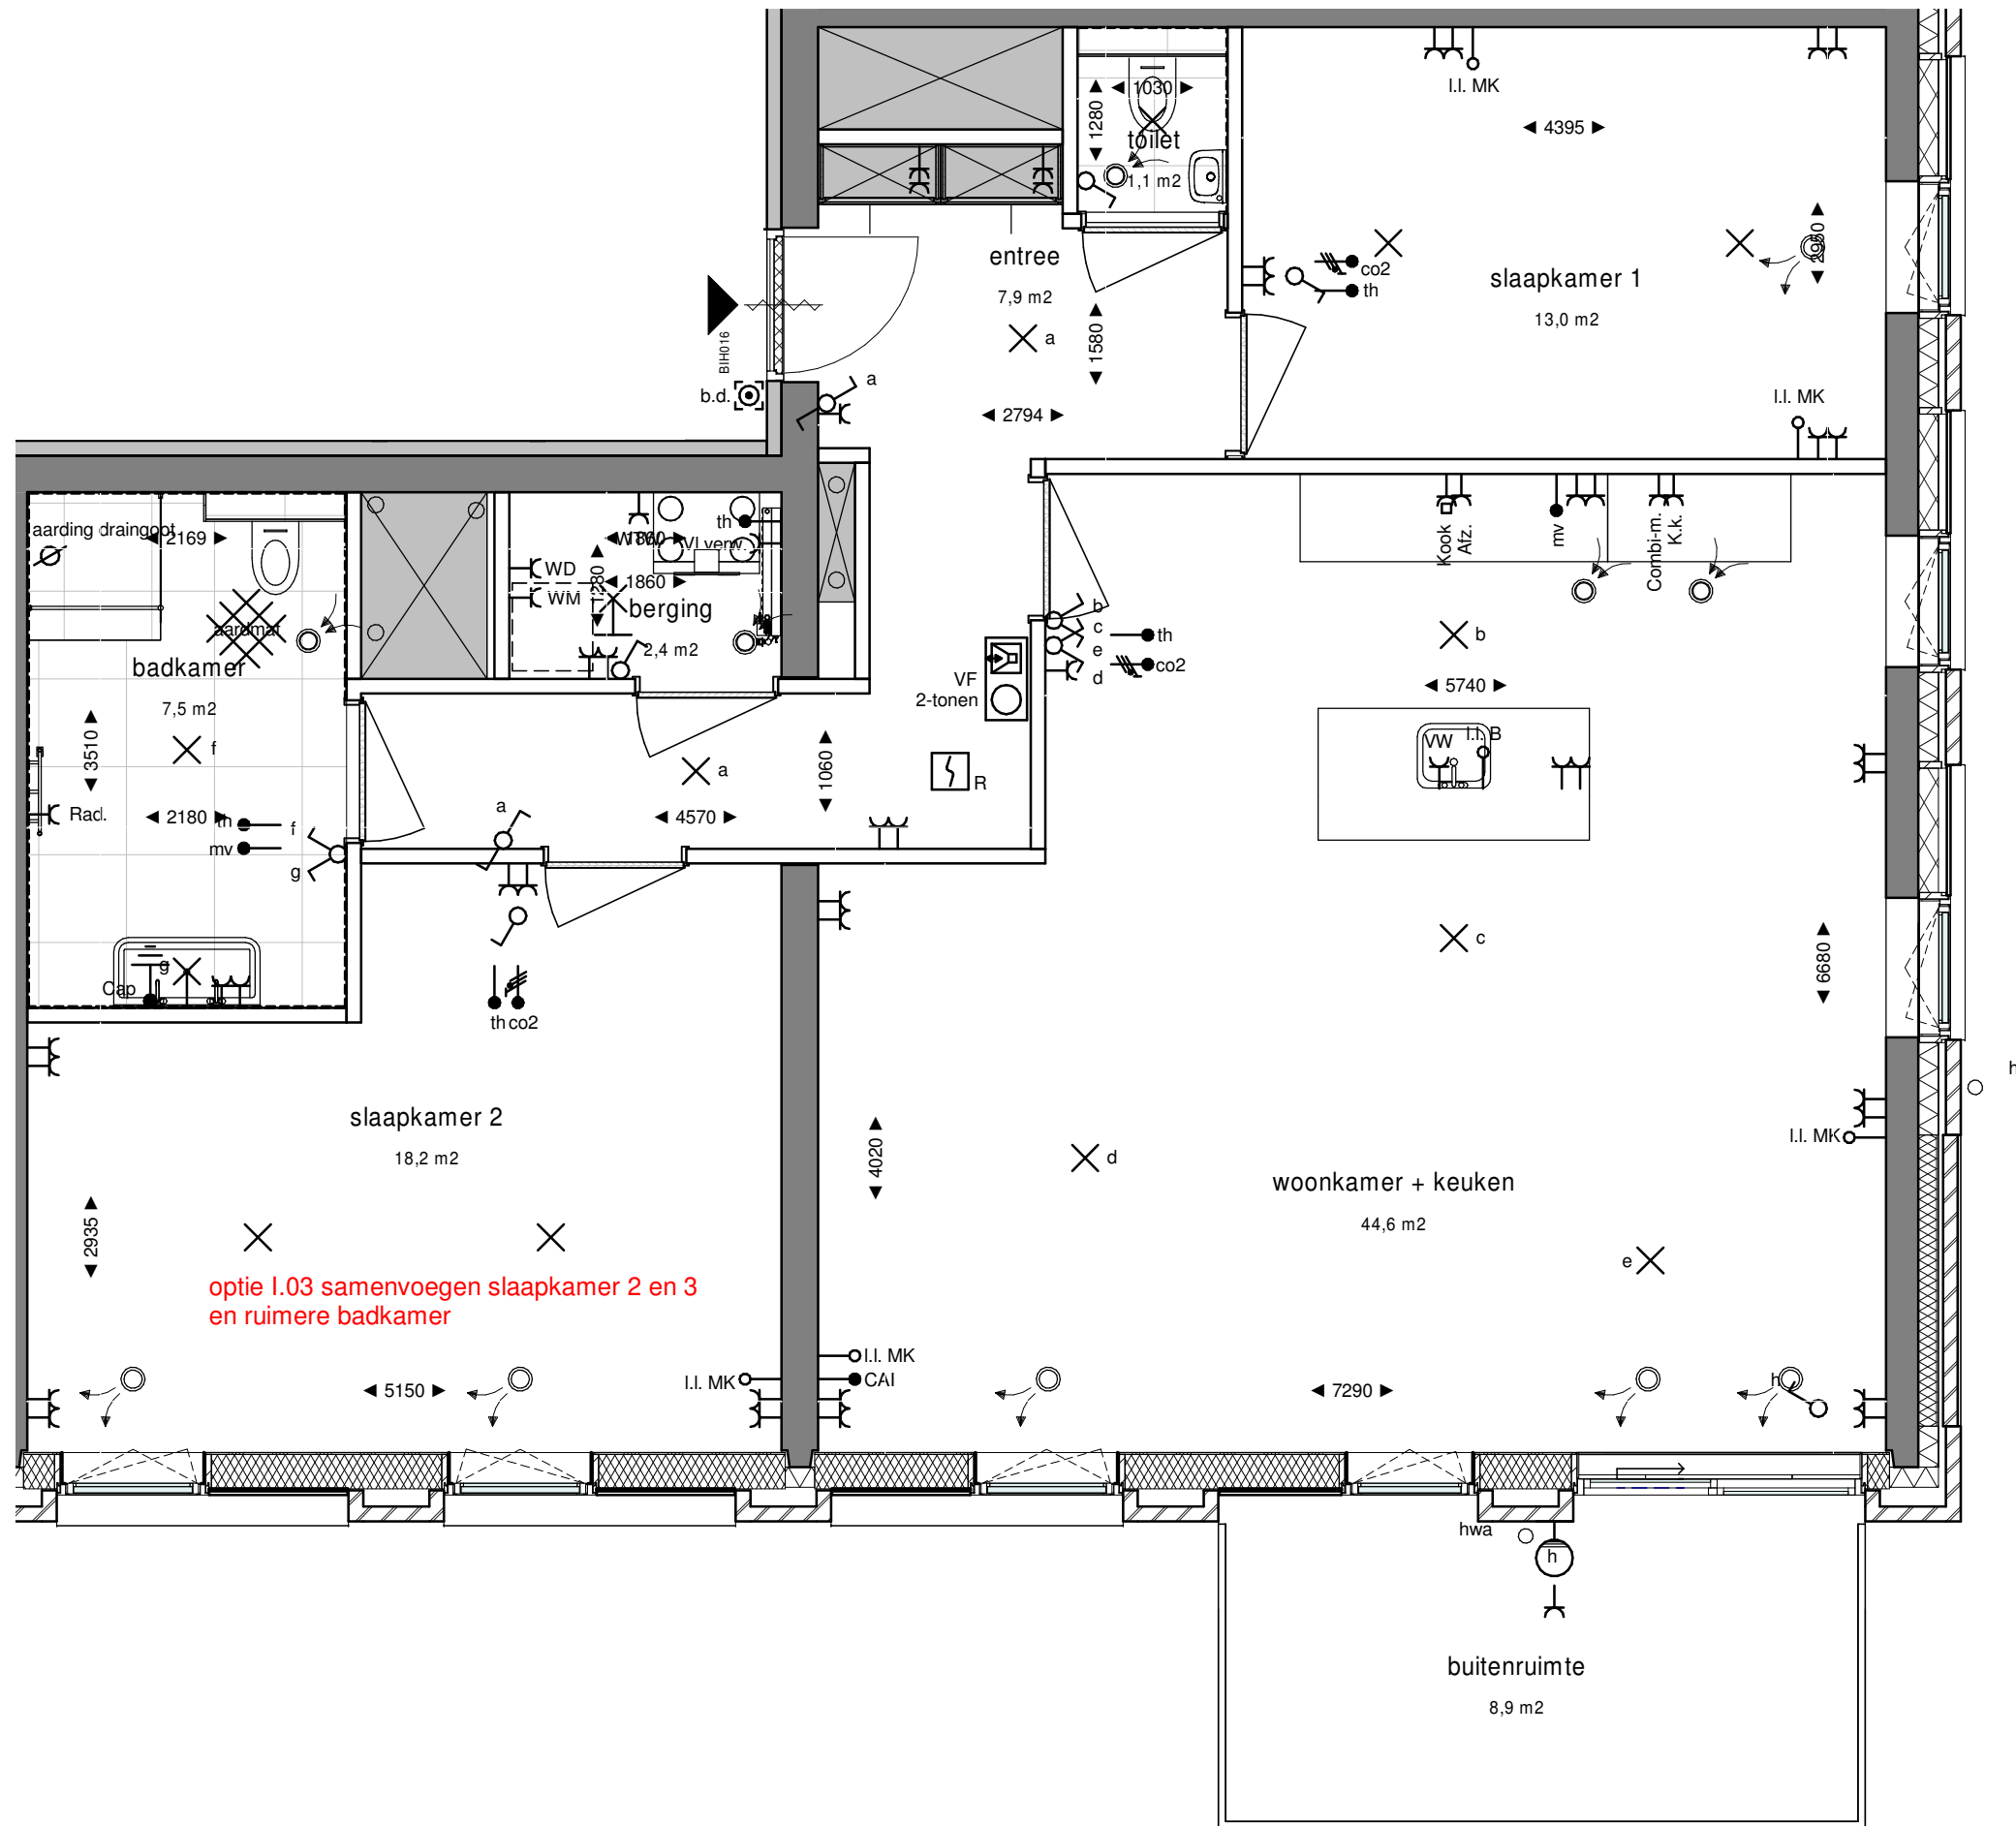 l.l. MK
1030
1280
toilet
1,1 m2
4395
2950
entree
7,9 m2
a
1580
co2
th
slaapkamer 1
13,0 m2
BIH016
b.d.
a
2794
l.l. MK
aarding draingoot
2169
th
1860
Vl verw.
WD
WM
1280
1860
berging
2,4 m2
Kook
Afz.
mv
Combi-m.
K.k.
aardmat
badkamer
7,5 m2
b
c
e
d
th
co2
b
VF
2-tonen
5740
VW
l.l. B
3510
f
a
1060
R
Rad.
2180
th
mv
f
g
a
4570
c
6680
g
Cap
th
co2
h
slaapkamer 2
18,2 m2
4020
d
l.l. MK
woonkamer + keuken
44,6 m2
2935
e
optie I.03 samenvoegen slaapkamer 2 en 3
en ruimere badkamer
l.l. MK
l.l. MK
CAI
5150
7290
h
hwa
h
buitenruimte
8,9 m2